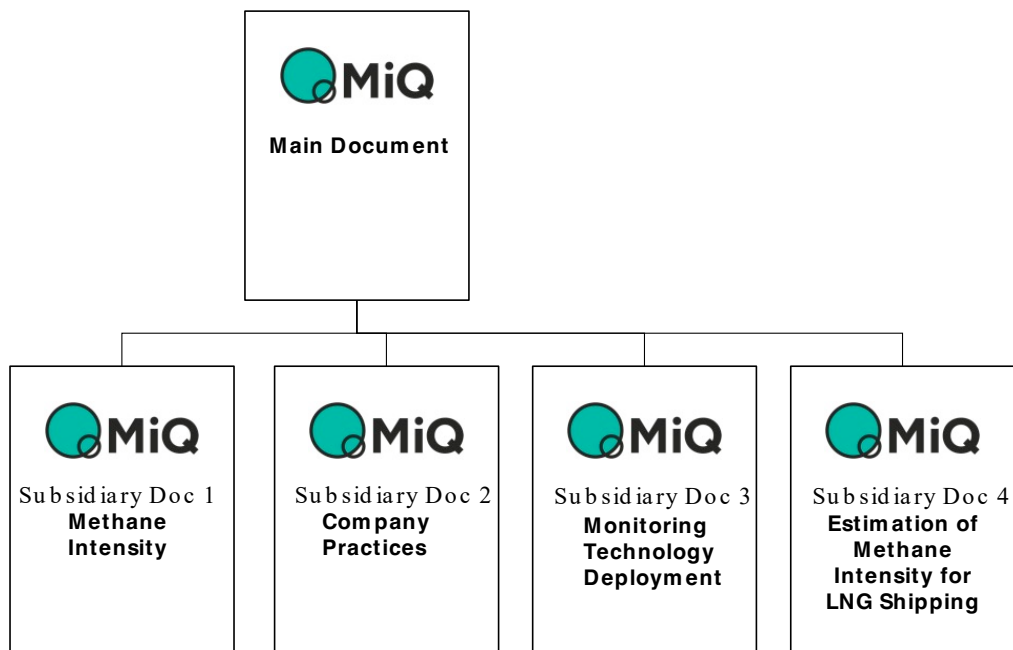 MiQ
Main Document
MiQ
Subsidiary Doc 1
Methane
Intensity
MiQ
Subsidiary Doc 2
Company
Practices
MiQ
Subsidiary Doc 3
Monitoring
Technology
Deployment
MiQ
Subsidiary Doc 4
Estimation of
Methane
Intensity for
LNG Shipping